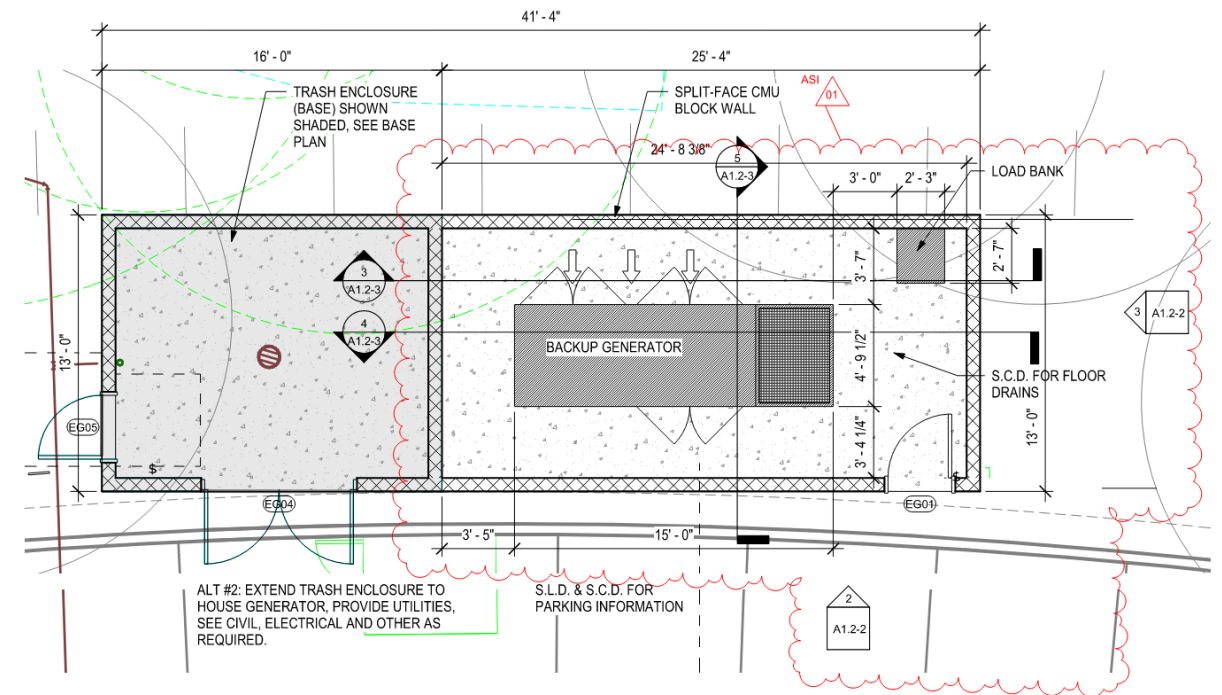 41' - 4"
16' - 0"
25' - 4"
ASI
01
TRASH ENCLOSURE
(BASE) SHOWN
SHADED, SEE BASE
PLAN
SPLIT-FACE CMU
BLOCK WALL
24' - 8 3/8"
5
A1.2-3
3' - 0"
2' - 3"
LOAD BANK
3' - 7"
2' - 7"
3
A1.2-3
3
A1.2-2
4
A1.2-3
13' - 0"
BACKUP GENERATOR
4' - 9 1/2"
S.C.D. FOR FLOOR
DRAINS
13' - 0"
EG05
$
3' - 4 1/4"
$
EG04
EG01
3' - 5"
15' - 0"
ALT #2: EXTEND TRASH ENCLOSURE TO
HOUSE GENERATOR, PROVIDE UTILITIES,
SEE CIVIL, ELECTRICAL AND OTHER AS
REQUIRED.
S.L.D. & S.C.D. FOR
PARKING INFORMATION
2
A1.2-2